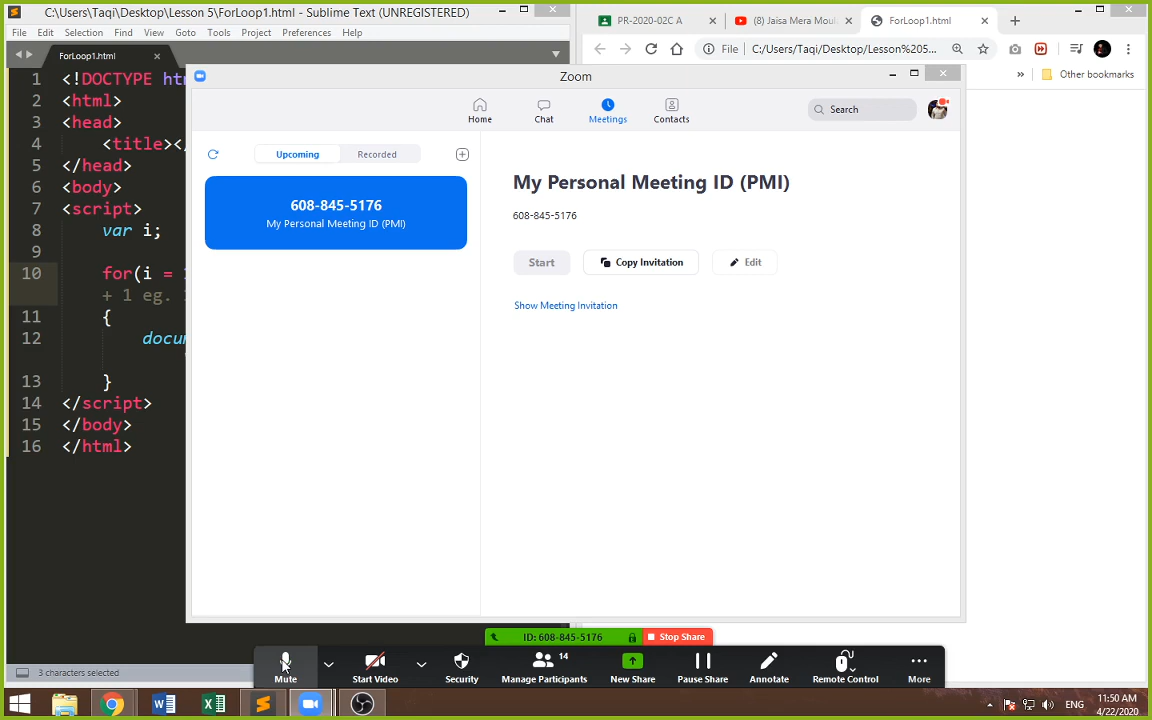 C:\Users\Taqi\Desktop\Lesson 5\ForLoop1.html - Sublime Text (UNREGISTERED)
File Edit Selection Find View Goto Tools Project Preferences Help
ForLoop1.html
1 <!DOCTYPE
2 <html>
3 <head>
4 <title></
5 </head>
6 <body>
7 <script>
8 var i;
9
10 for(i =
+ 1 eg.
11 {
12
13 }
14 </script>
15 </body>
16 </html>
3 characters selected
PR-2020-02C A
(8) Jaisa Mera Moul
ForLoop1.html
File C:/Users/Taqi/Desktop/Lesson%205...
» Other bookmarks
Zoom
Home Chat Meetings Contacts
Search
Upcoming Recorded
608-845-5176
My Personal Meeting ID (PMI)
My Personal Meeting ID (PMI)
608-845-5176
Start Copy Invitation Edit
Show Meeting Invitation
ID: 608-845-5176 Stop Share
14
Mute Start Video Security Manage Participants New Share Pause Share Annotate Remote Control More
ENG
11:50 AM
4/22/2020